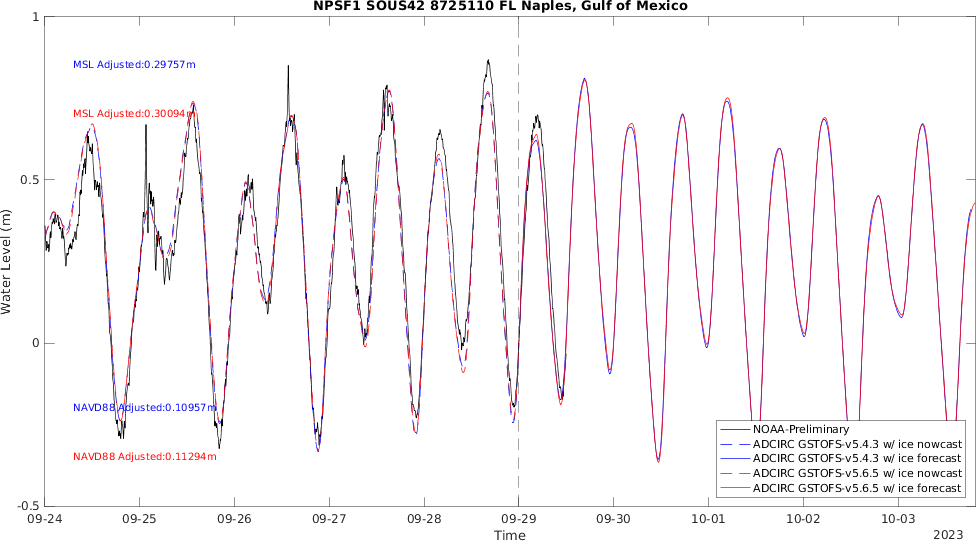 NPSF1 SOUS42 8725110 FL Naples, Gulf of Mexico
1
MSL Adjusted:0.29757m
MSL Adjusted:0.30094m
0.5
Water Level (m)
0
NAVD88 Adjusted:0.10957m
NAVD88 Adjusted:0.11294m
NOAA-Preliminary
ADCIRC GSTOFS-v5.4.3 w/ ice nowcast
ADCIRC GSTOFS-v5.4.3 w/ ice forecast
ADCIRC GSTOFS-v5.6.5 w/ ice nowcast
ADCIRC GSTOFS-v5.6.5 w/ ice forecast
-0.5
09-24 09-25 09-26 09-27 09-28 09-29 09-30 10-01 10-02 10-03
Time
2023